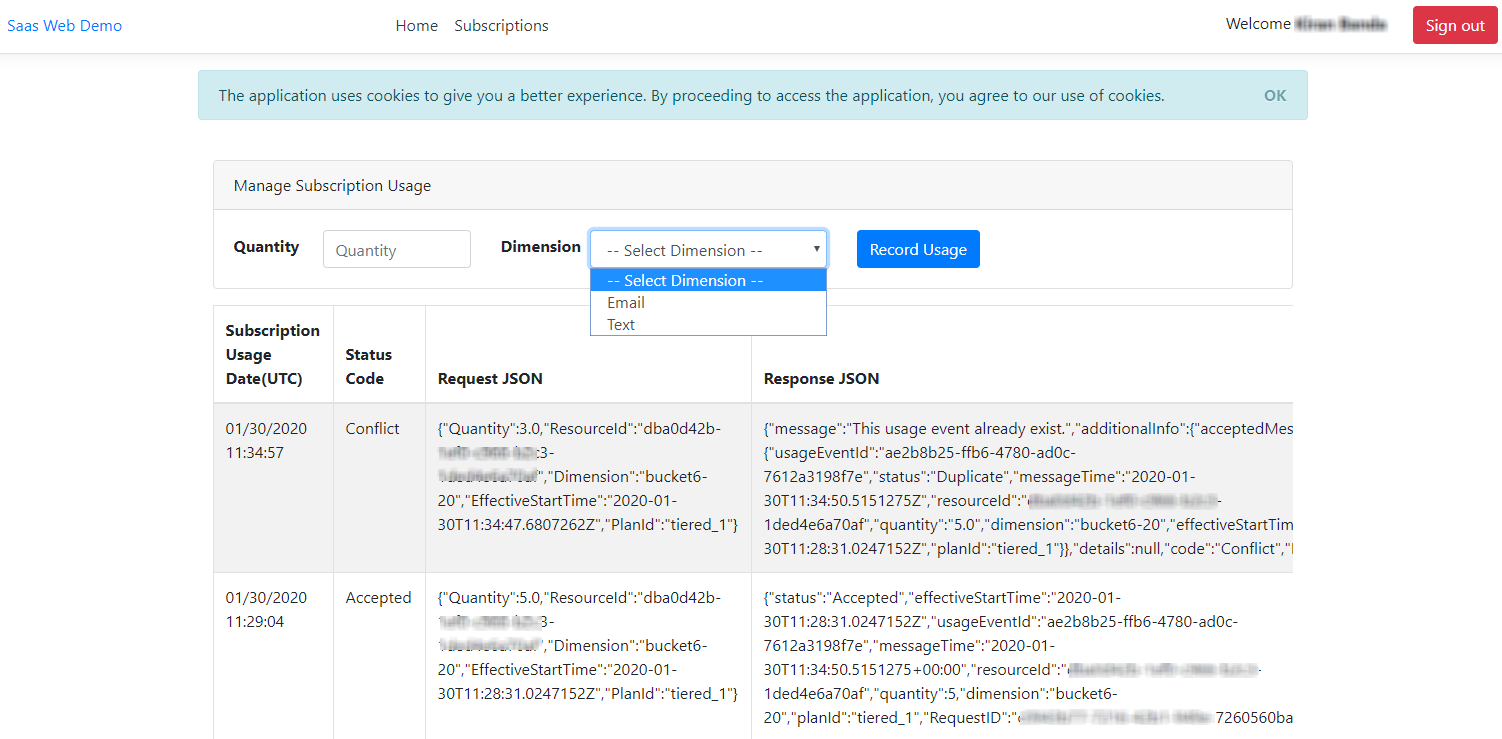 Saas Web Demo Home Subscriptions Welcome Sign out
The application uses cookies to give you a better experience. By proceeding to access the application, you agree to our use of cookies. OK
Manage Subscription Usage
Quantity Quantity Dimension -- Select Dimension -- Record Usage
-- Select Dimension --
Email
Text
Subscription
Usage
Date(UTC)
Status
Code
Request JSON
Response JSON
01/30/2020
11:34:57
Conflict
{"Quantity":3.0,"ResourceId":"dba0d42b-
3-
","Dimension":"bucket6-
20","EffectiveStartTime":"2020-01-
30T11:34:47.6807262Z","PlanId":"tiered_1"}
{"message":"This usage event already exist.","additionalInfo":{"acceptedMes
{"usageEventId":"ae2b8b25-ffb6-4780-ad0c-
7612a3198f7e","status":"Duplicate","messageTime":"2020-01-
30T11:34:50.5151275Z","resourceId":" -
1ded4e6a70af","quantity":"5.0","dimension":"bucket6-20","effectiveStartTim
30T11:28:31.0247152Z","planId":"tiered_1"}},"details":null,"code":"Conflict","
01/30/2020
11:29:04
Accepted
{"Quantity":5.0,"ResourceId":"dba0d42b-
3-
","Dimension":"bucket6-
20","EffectiveStartTime":"2020-01-
30T11:28:31.0247152Z","PlanId":"tiered_1"}
{"status":"Accepted","effectiveStartTime":"2020-01-
30T11:28:31.0247152Z","usageEventId":"ae2b8b25-ffb6-4780-ad0c-
7612a3198f7e","messageTime":"2020-01-
30T11:34:50.5151275+00:00","resourceId":" -
1ded4e6a70af","quantity":5,"dimension":"bucket6-
20","planId":"tiered_1","RequestID":" 7260560ba